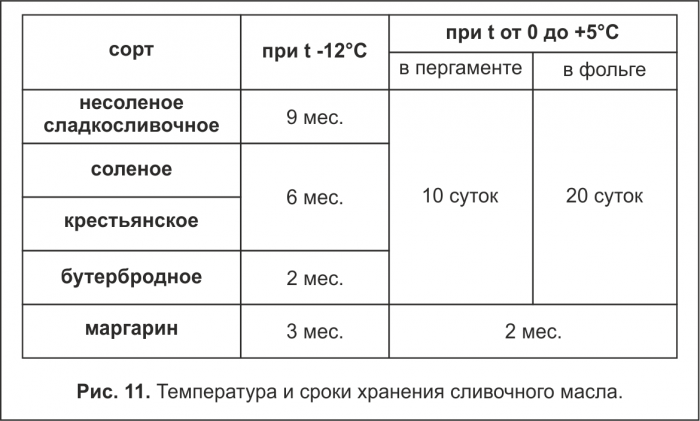 сорт
при t -12°C
при t от 0 до +5°C
в пергаменте
в фольге
несоленое
сладкосливочное
9 мес.
соленое
6 мес.
10 суток
20 суток
крестьянское
бутербродное
2 мес.
маргарин
3 мес.
2 мес.
Рис. 11. Температура и сроки хранения сливочного масла.